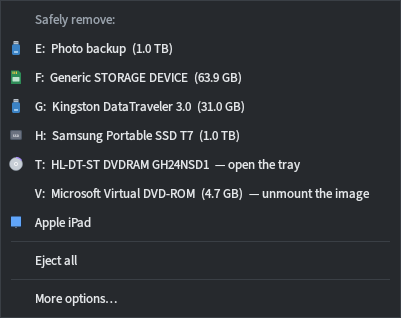 Safely remove:
E: Photo backup (1.0 TB)
F: Generic STORAGE DEVICE (63.9 GB)
G: Kingston DataTraveler 3.0 (31.0 GB)
H: Samsung Portable SSD T7 (1.0 TB)
T: HL-DT-ST DVDRAM GH24NSD1 — open the tray
V: Microsoft Virtual DVD-ROM (4.7 GB) — unmount the image
Apple iPad
Eject all
More options…